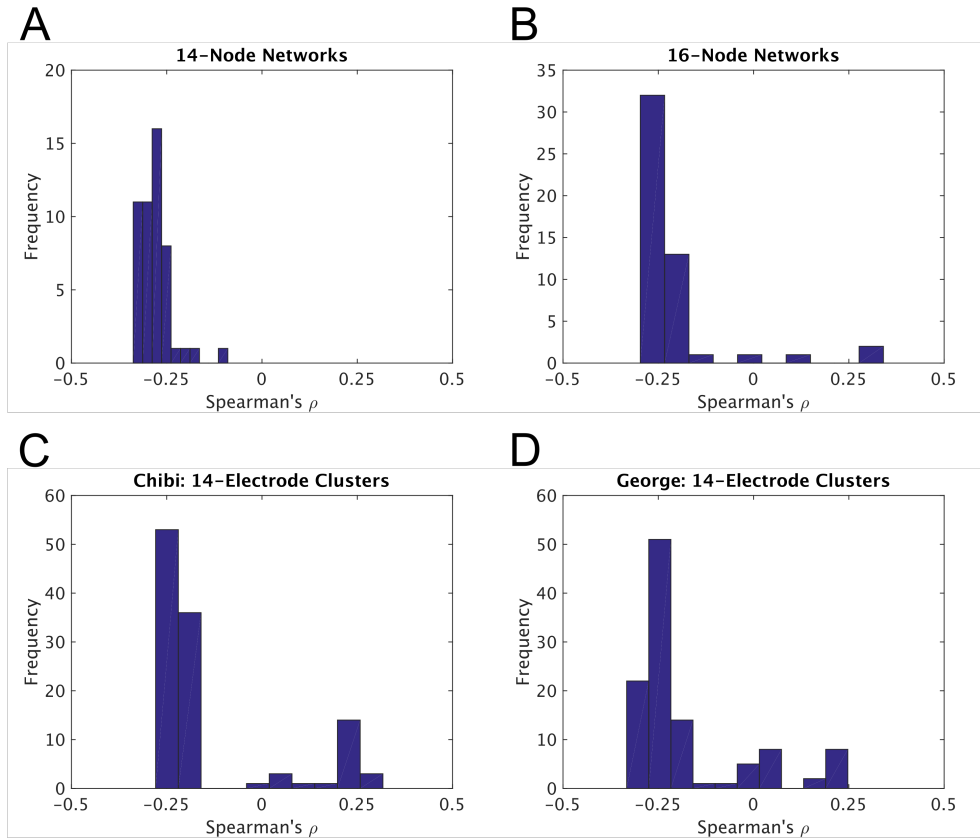 A
B
14−Node Networks
16−Node Networks
20
15
10
5
0
Frequency
−0.5
−0.25
0
0.25
0.5
Spearman's ρ
35
30
25
20
15
10
5
0
Frequency
−0.5
−0.25
0
0.25
0.5
Spearman's ρ
C
D
Chibi: 14−Electrode Clusters
George: 14−Electrode Clusters
60
50
40
30
20
10
0
Frequency
−0.5
−0.25
0
0.25
0.5
Spearman's ρ
60
50
40
30
20
10
0
Frequency
−0.5
−0.25
0
0.25
0.5
Spearman's ρ